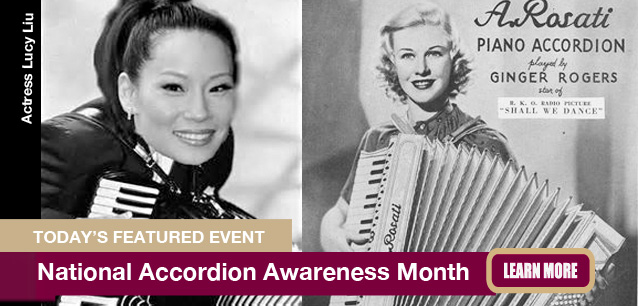 Actress Lucy Liu
A. Rosati
PIANO ACCORDION
played by
GINGER ROGERS
star of
R. K. O. RADIO PICTURE
"SHALL WE DANCE"
Rosati
TODAY'S FEATURED EVENT
National Accordion Awareness Month
LEARN MORE